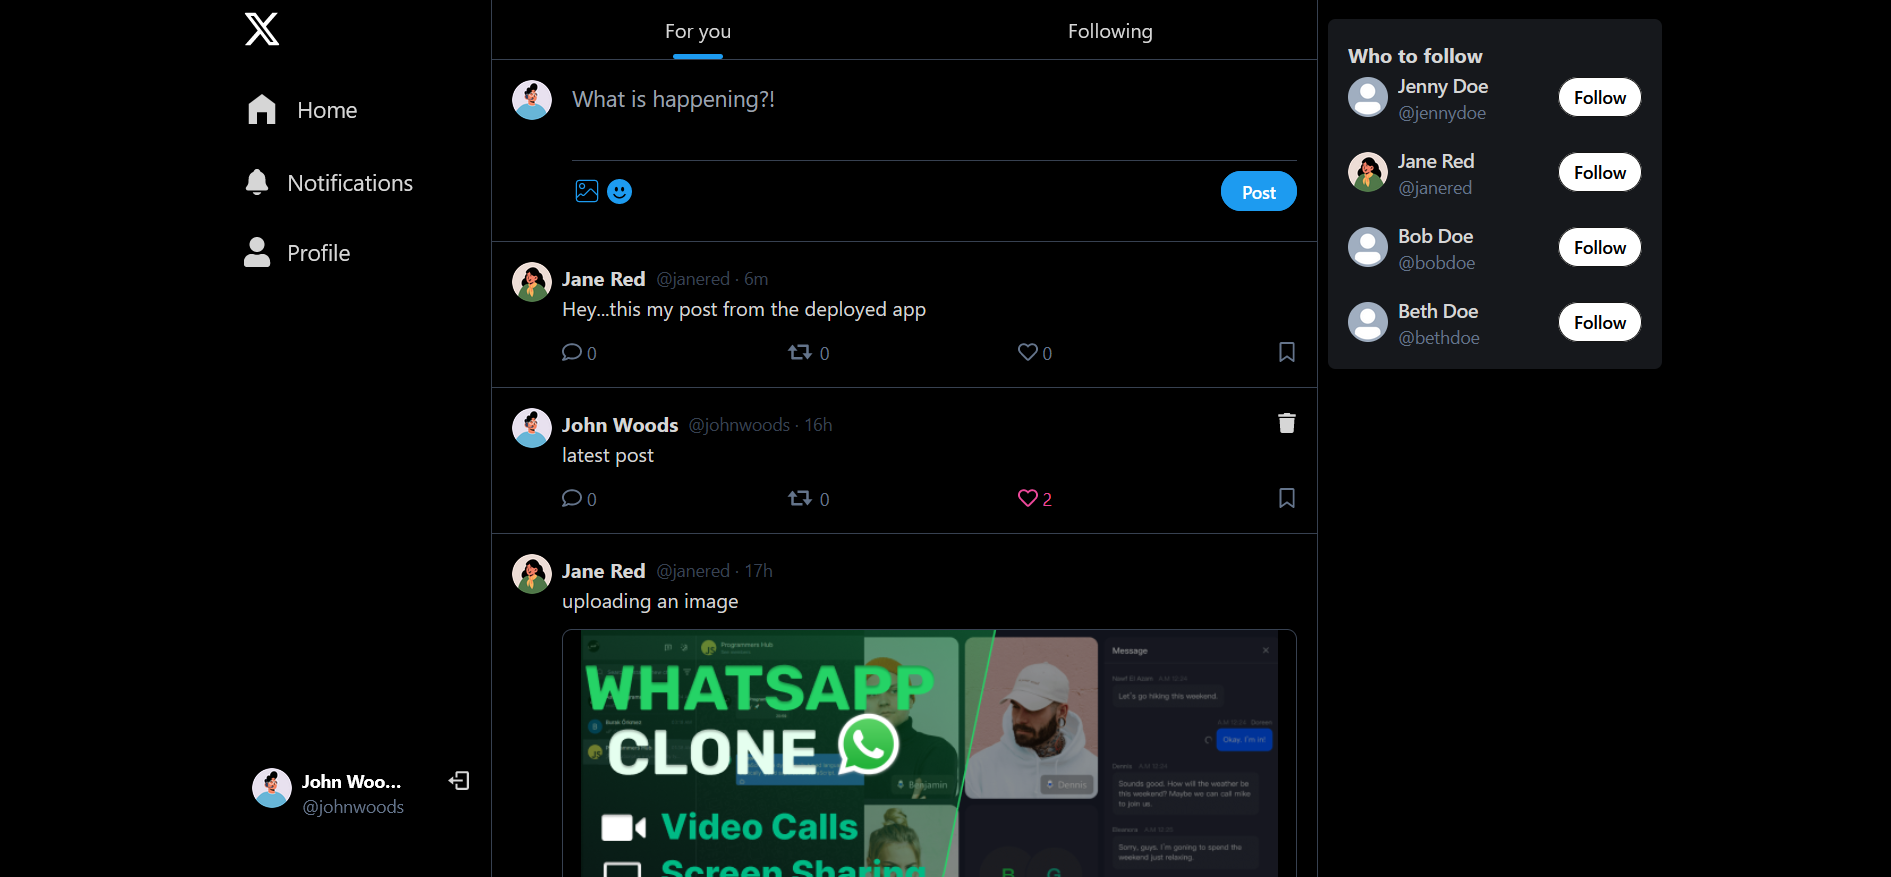 Home
Notifications
Profile
John Woo...
@johnwoods
For you
Following
What is happening?!
Post
Jane Red @janered · 6m
Hey...this my post from the deployed app
0 0 0
John Woods @johnwoods · 16h
latest post
0 0 2
Jane Red @janered · 17h
uploading an image
WHATSAPP
CLONE
Video Calls
Screen Sharing
Programmers Hub
Benjamin
Dennis
B G
Message
Let's go hiking this weekend.
Okay. I'm in!
Dennis
Sounds good. How will the weather be
this weekend? Maybe we can call mike
to join us.
Eleanora
Sorry, guys. I'm goning to spend the
weekend just relaxing.
Who to follow
Jenny Doe
@jennydoe
Follow
Jane Red
@janered
Follow
Bob Doe
@bobdoe
Follow
Beth Doe
@bethdoe
Follow